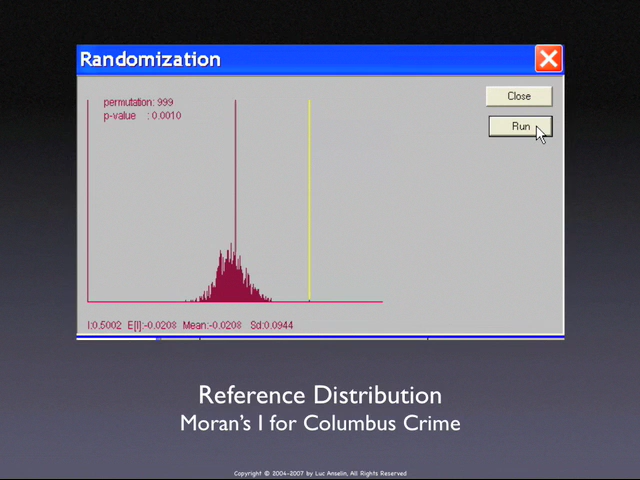 Randomization
Close
permutation: 999
p-value : 0.0010
Run
I:0.5002 E[I]:-0.0208 Mean:-0.0208 Sd:0.0944
Reference Distribution
Moran's I for Columbus Crime
Copyright © 2004-2007 by Luc Anselin, All Rights Reserved